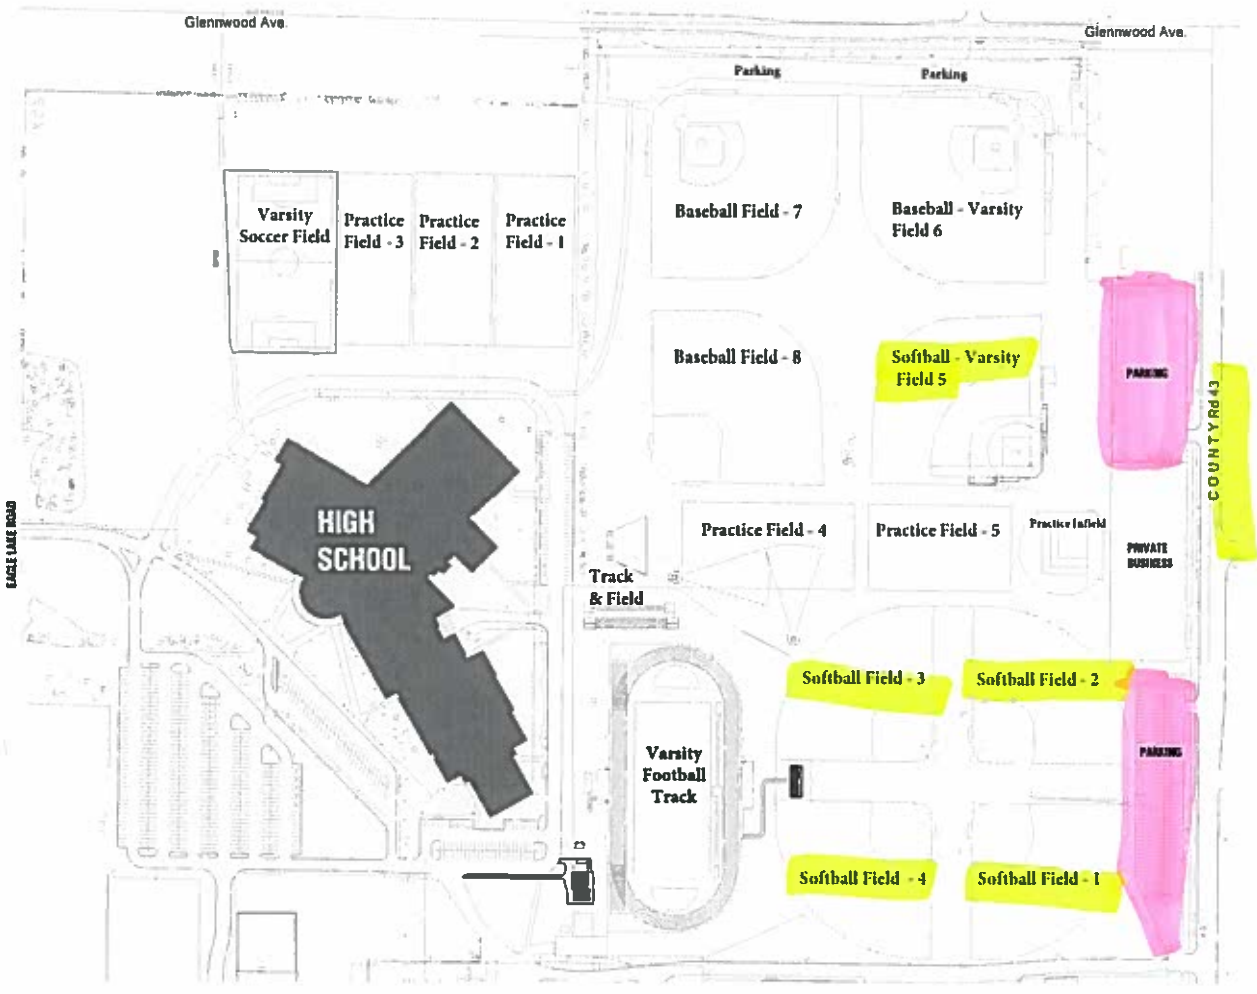 Glennwood Ave.
Glennwood Ave.
Parking
Parking
Varsity
Soccer Field
Practice
Field - 3
Practice
Field - 2
Practice
Field - 1
Baseball Field - 7
Baseball - Varsity
Field 6
Baseball Field - 8
Softball - Varsity
Field 5
PARKING
COUNTY Rd 43
EAGLE LAKE ROAD
HIGH
SCHOOL
Practice Field - 4
Practice Field - 5
Practice Infield
PRIVATE
BUSINESS
Track
& Field
Softball Field - 3
Softball Field - 2
Varsity
Football
Track
PARKING
Softball Field - 4
Softball Field - 1